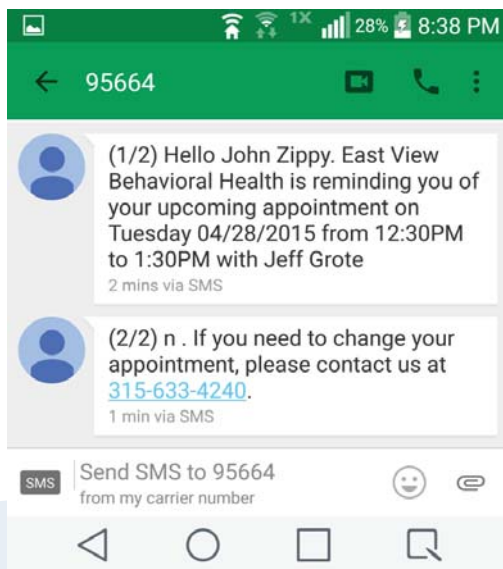 1X 28% 8:38 PM
95664
(1/2) Hello John Zippy. East View
Behavioral Health is reminding you of
your upcoming appointment on
Tuesday 04/28/2015 from 12:30PM
to 1:30PM with Jeff Grote
2 mins via SMS
(2/2) n . If you need to change your
appointment, please contact us at
315-633-4240.
1 min via SMS
SMS
Send SMS to 95664
from my carrier number